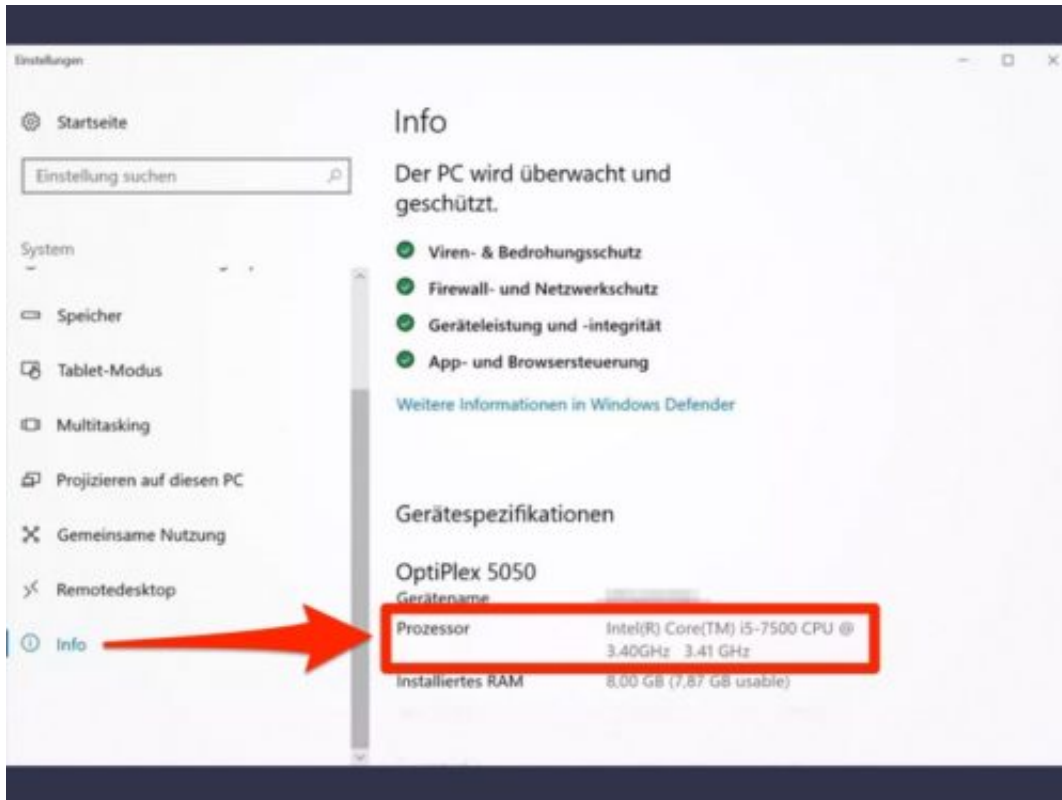 Einstellungen
Startseite
Einstellung suchen
System
Speicher
Tablet-Modus
Multitasking
Projizieren auf diesen PC
Gemeinsame Nutzung
Remotedesktop
Info
Info
Der PC wird überwacht und
geschützt.
Viren- & Bedrohungsschutz
Firewall- und Netzwerkschutz
Geräteleistung und -integrität
App- und Browsersteuerung
Weitere Informationen in Windows Defender
Gerätespezifikationen
OptiPlex 5050
Gerätename
Prozessor Intel(R) Core(TM) i5-7500 CPU @
3.40GHz 3.41 GHz
Installiertes RAM 8,00 GB (7,87 GB usable)